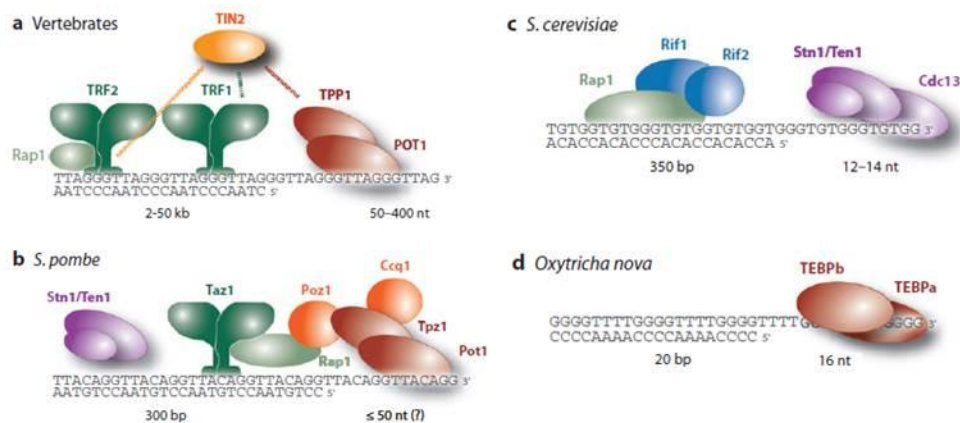 a Vertebrates
TIN2
TRF2
TRF1
TPP1
Rap1
POT1
TTAGGGTTAGGGTTAGGGTTAGGGTTAGGGTTAGGGTTAG 3'
AATCCCAATCCCAATCCCAATC 5'
2-50 kb
50–400 nt
b S. pombe
Ccq1
Stn1/Ten1
Taz1
Poz1
Tpz1
Rap1
Pot1
TTACAGGTTACAGGTTACAGGTTACAGGTTACAGGTTACAGG 3'
AATGTCCAATGTCCAATGTCCAATGTCC 5'
300 bp
≤ 50 nt (?)
c S. cerevisiae
Rif1
Rif2
Stn1/Ten1
Rap1
Cdc13
TGTGGTGTGTGGGTGTGTGGTGTGGTGGGTGTGTGGGTGTGG 3'
ACACCACACCCACACCACACCA 5'
350 bp
12–14 nt
d Oxytricha nova
TEBPb
TEBPa
GGGGTTTTGGGGTTTTGGGGTTTTGG GGGG 3'
CCCCAAAACCCCAAAACCCC 5'
20 bp
16 nt